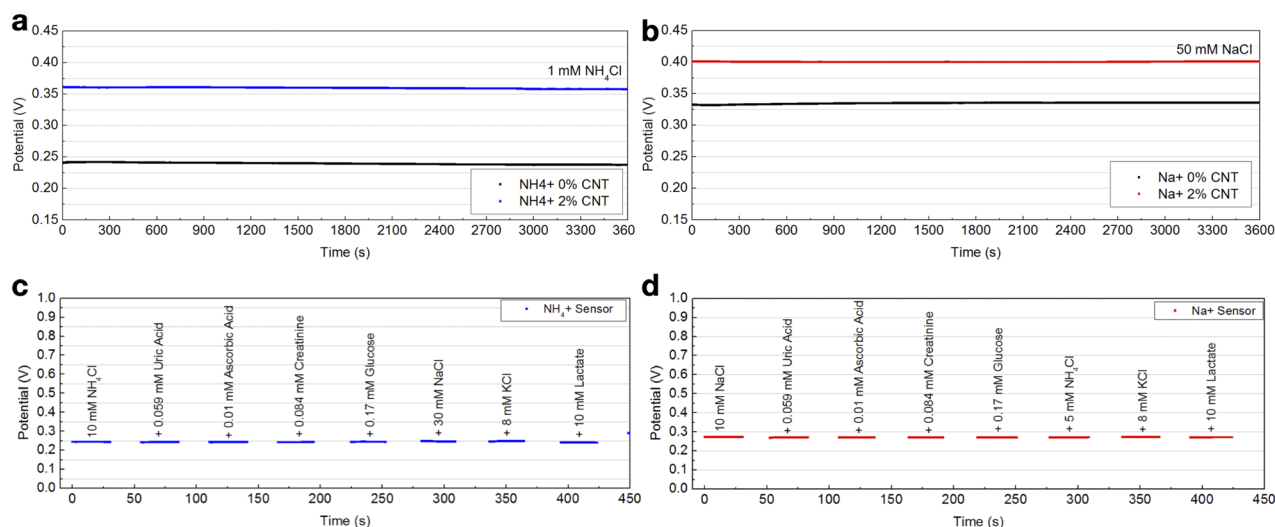 a
0.45
0.40
0.35
0.30
0.25
0.20
0.15
Potential (V)
1 mM NH₄Cl
NH4+ 0% CNT
NH4+ 2% CNT
0 300 600 900 1200 1500 1800 2100 2400 2700 3000 3300 360
Time (s)
b
0.45
0.40
0.35
0.30
0.25
0.20
0.15
Potential (V)
50 mM NaCl
Na+ 0% CNT
Na+ 2% CNT
0 300 600 900 1200 1500 1800 2100 2400 2700 3000 3300 3600
Time (s)
c
1.0
0.9
0.8
0.7
0.6
0.5
0.4
0.3
0.2
0.1
0.0
Potential (V)
NH₄+ Sensor
10 mM NH₄Cl
+ 0.059 mM Uric Acid
+ 0.01 mM Ascorbic Acid
+ 0.084 mM Creatinine
+ 0.17 mM Glucose
+ 30 mM NaCl
+ 8 mM KCl
+ 10 mM Lactate
0 50 100 150 200 250 300 350 400 450
Time (s)
d
1.0
0.9
0.8
0.7
0.6
0.5
0.4
0.3
0.2
0.1
0.0
Potential (V)
Na+ Sensor
10 mM NaCl
+ 0.059 mM Uric Acid
+ 0.01 mM Ascorbic Acid
+ 0.084 mM Creatinine
+ 0.17 mM Glucose
+ 5 mM NH₄Cl
+ 8 mM KCl
+ 10 mM Lactate
0 50 100 150 200 250 300 350 400 450
Time (s)